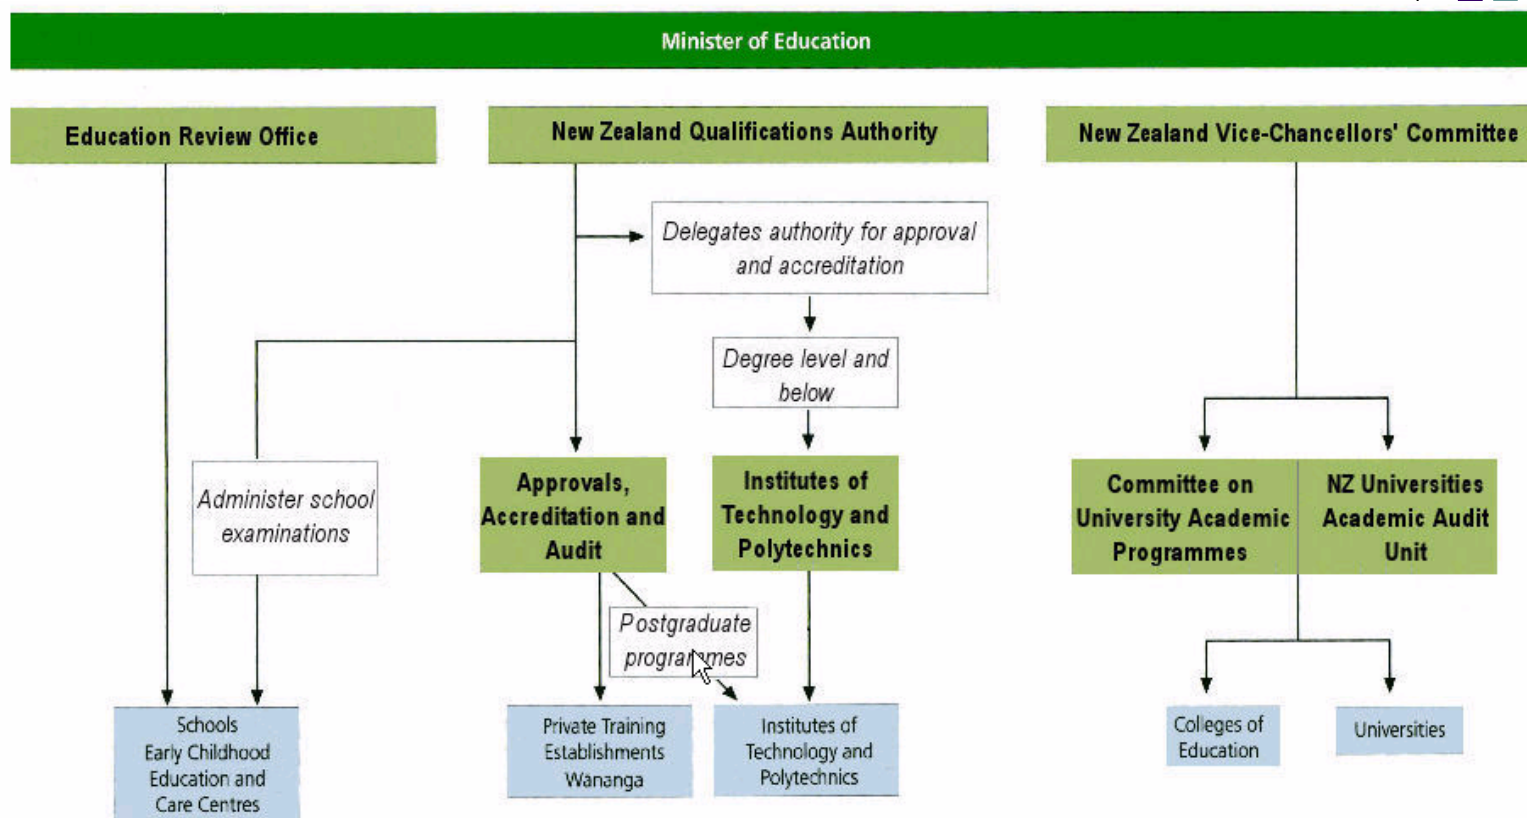 Minister of Education
Education Review Office
New Zealand Qualifications Authority
New Zealand Vice-Chancellors' Committee
Delegates authority for approval
and accreditation
Degree level and
below
Administer school
examinations
Approvals,
Accreditation and
Audit
Institutes of
Technology and
Polytechnics
Committee on
University Academic
Programmes
NZ Universities
Academic Audit
Unit
Postgraduate
programmes
Schools
Early Childhood
Education and
Care Centres
Private Training
Establishments
Wānanga
Institutes of
Technology and
Polytechnics
Colleges of
Education
Universities